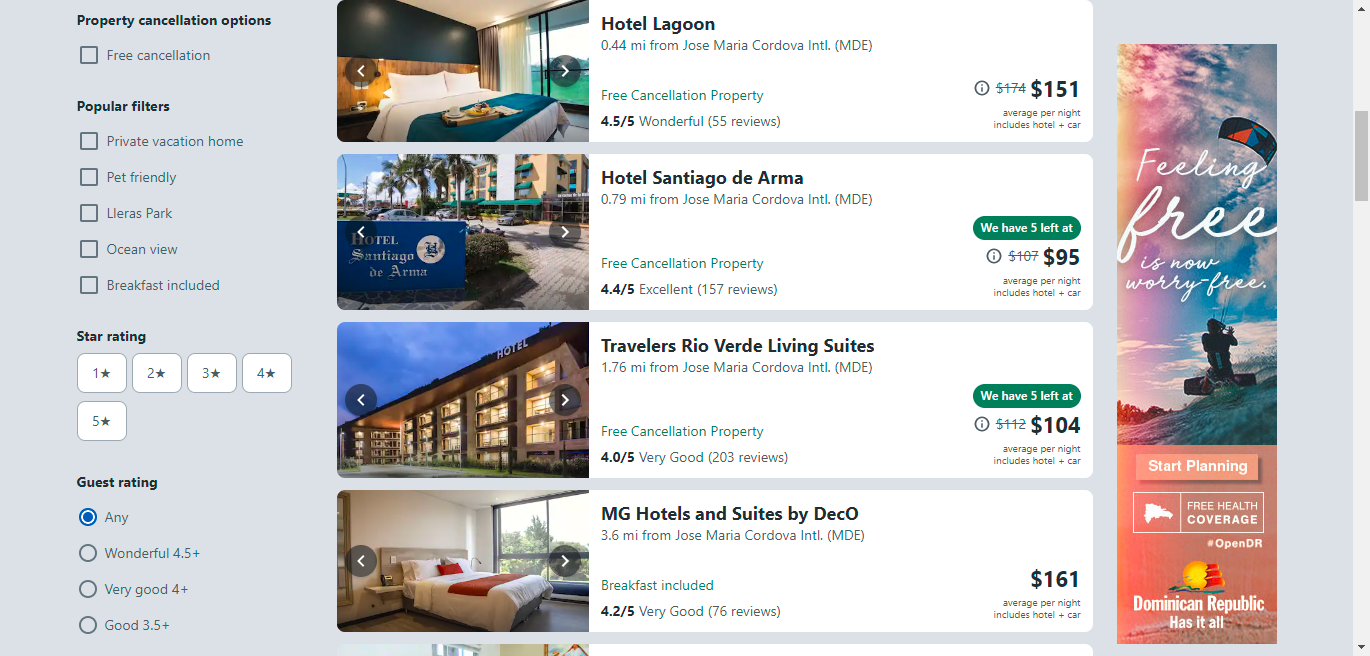 Property cancellation options
Free cancellation
Popular filters
Private vacation home
Pet friendly
Lleras Park
Ocean view
Breakfast included
Star rating
1★ 2★ 3★ 4★
5★
Guest rating
Any
Wonderful 4.5+
Very good 4+
Good 3.5+
Hotel Lagoon
0.44 mi from Jose Maria Cordova Intl. (MDE)
Free Cancellation Property
4.5/5 Wonderful (55 reviews)
$174 $151
average per night
includes hotel + car
HOTEL
Santiago
de Arma
Hotel Santiago de Arma
0.79 mi from Jose Maria Cordova Intl. (MDE)
We have 5 left at
Free Cancellation Property
4.4/5 Excellent (157 reviews)
$107 $95
average per night
includes hotel + car
HOTEL
Travelers Rio Verde Living Suites
1.76 mi from Jose Maria Cordova Intl. (MDE)
We have 5 left at
Free Cancellation Property
4.0/5 Very Good (203 reviews)
$112 $104
average per night
includes hotel + car
MG Hotels and Suites by DecO
3.6 mi from Jose Maria Cordova Intl. (MDE)
Breakfast included
4.2/5 Very Good (76 reviews)
$161
average per night
includes hotel + car
Feeling
free
is now
worry-free.
Start Planning
FREE HEALTH
COVERAGE
#OpenDR
Dominican Republic
Has it all